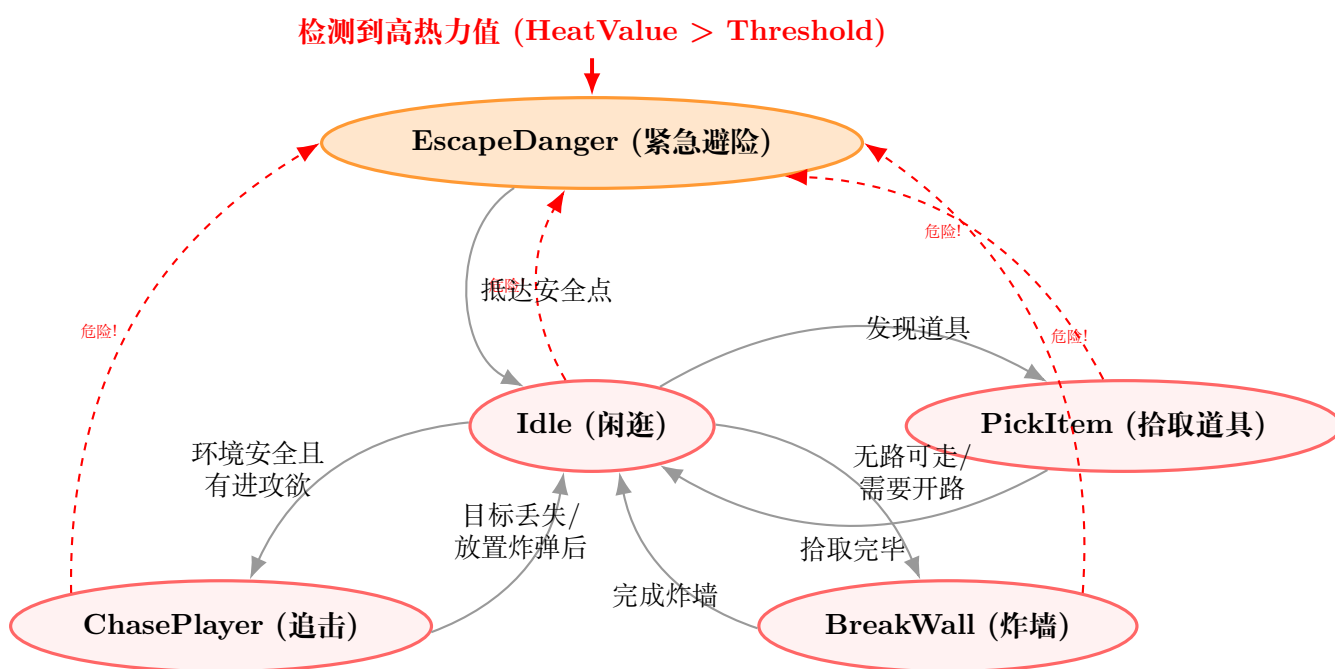 检测到高热力值 (HeatValue > Threshold)
EscapeDanger (紧急避险)
危险!
危险
抵达安全点
发现道具
危险!
危险!
Idle (闲逛)
PickItem (拾取道具)
环境安全且
有进攻欲
无路可走/
需要开路
目标丢失/
放置炸弹后
拾取完毕
完成炸墙
ChasePlayer (追击)
BreakWall (炸墙)